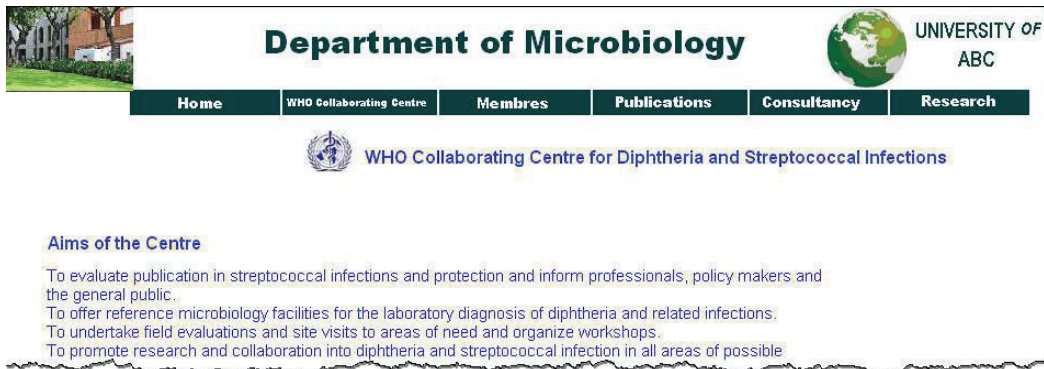 Department of Microbiology
UNIVERSITY OF
ABC
Home WHO Collaborating Centre Membres Publications Consultancy Research
WHO Collaborating Centre for Diphtheria and Streptococcal Infections
Aims of the Centre
To evaluate publication in streptococcal infections and protection and inform professionals, policy makers and
the general public.
To offer reference microbiology facilities for the laboratory diagnosis of diphtheria and related infections.
To undertake field evaluations and site visits to areas of need and organize workshops.
To promote research and collaboration into diphtheria and streptococcal infection in all areas of possible